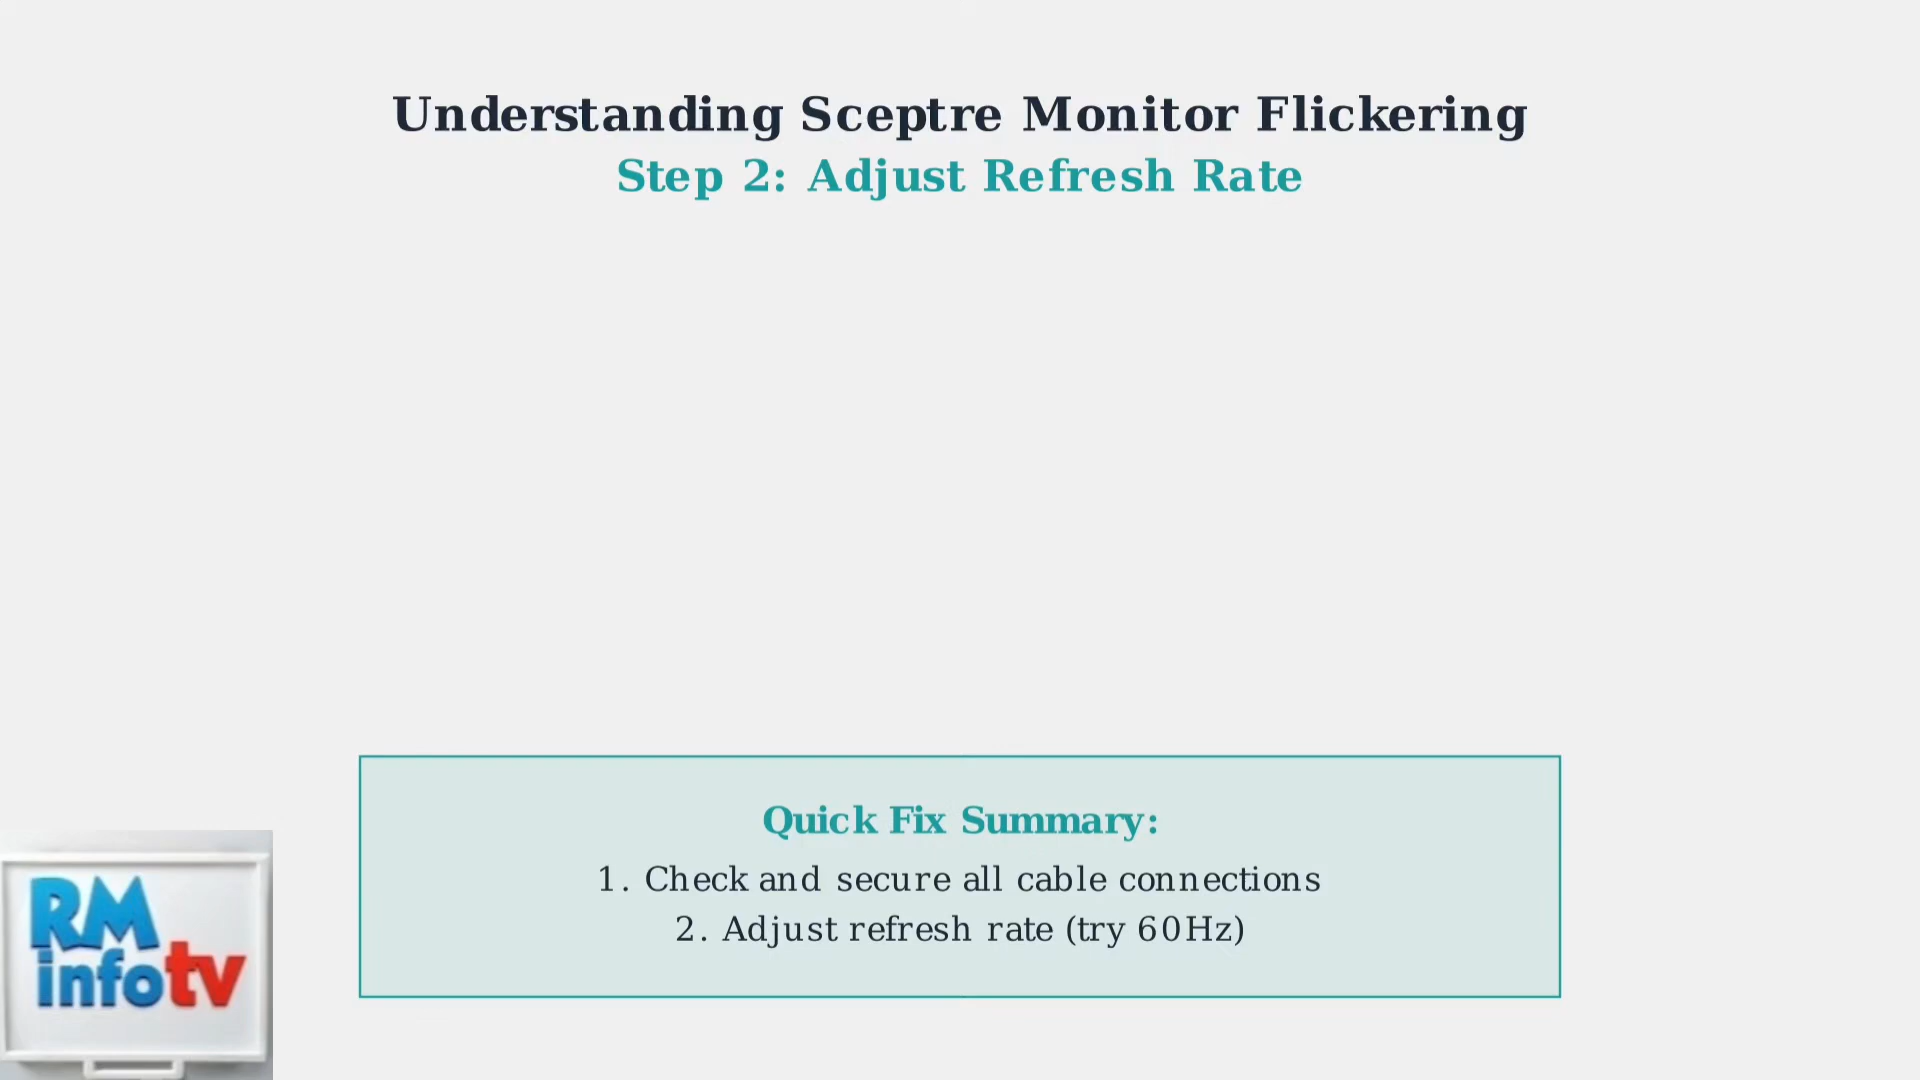 Understanding Sceptre Monitor Flickering
Step 2: Adjust Refresh Rate
Quick Fix Summary:
1. Check and secure all cable connections
2. Adjust refresh rate (try 60Hz)
RM
infotv